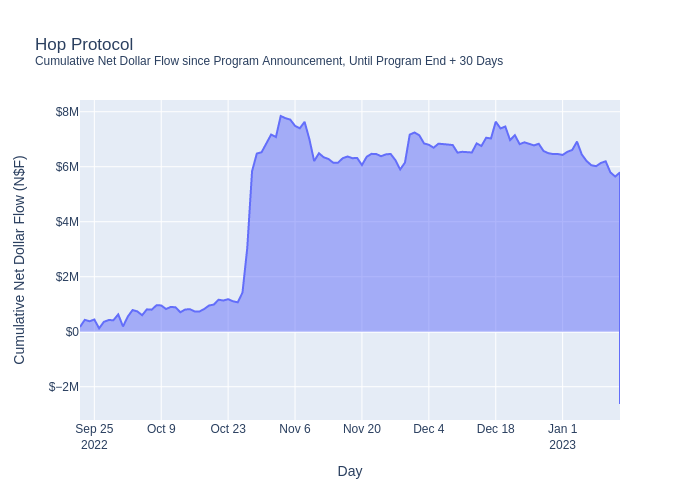 Hop Protocol
Cumulative Net Dollar Flow since Program Announcement, Until Program End + 30 Days
Cumulative Net Dollar Flow (N$F)
$8M
$6M
$4M
$2M
$0
$−2M
Sep 25
2022
Oct 9
Oct 23
Nov 6
Nov 20
Dec 4
Dec 18
Jan 1
2023
Day